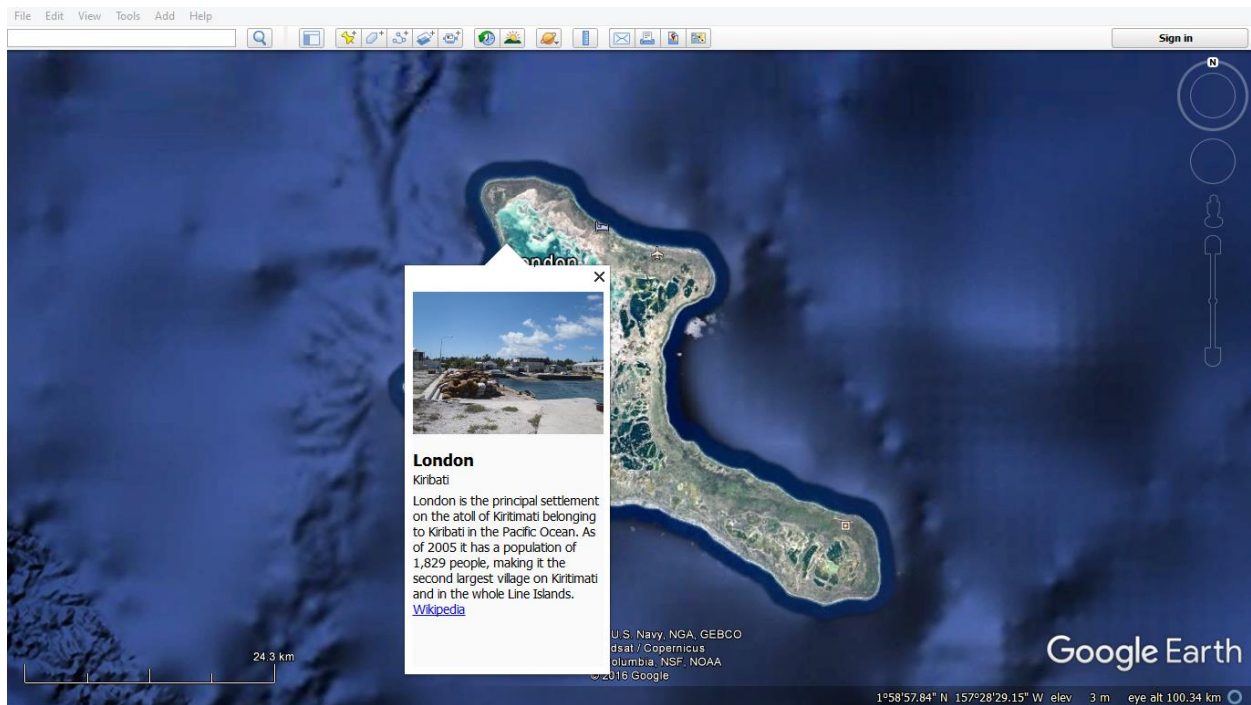 File Edit View Tools Add Help
Sign in
N
ondon
London
Kiribati
London is the principal settlement
on the atoll of Kiritimati belonging
to Kiribati in the Pacific Ocean. As
of 2005 it has a population of
1,829 people, making it the
second largest village on Kiritimati
and in the whole Line Islands.
Wikipedia
U.S. Navy, NGA, GEBCO
dsat / Copernicus
olumbia, NSF, NOAA
© 2016 Google
24.3 km
Google Earth
1°58'57.84" N 157°28'29.15" W elev 3 m eye alt 100.34 km